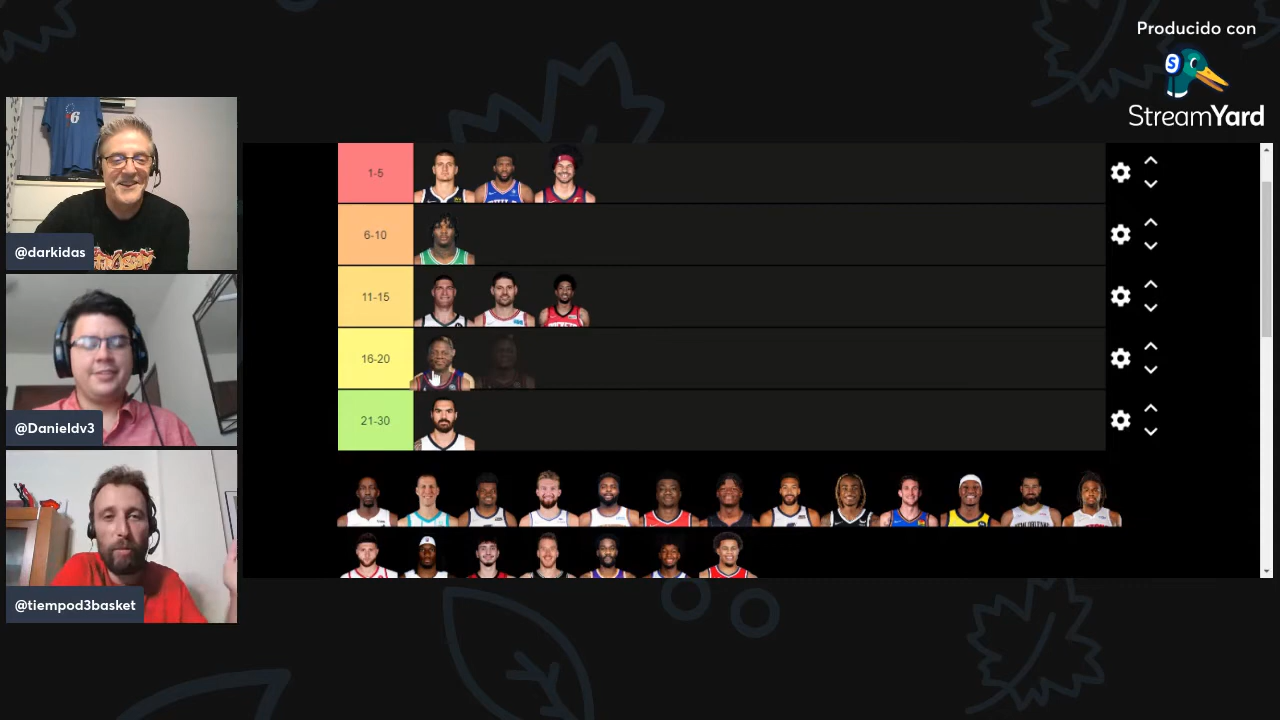 Producido con
StreamYard
@darkidas
@Danieldv3
@tiempod3basket
1-5
6-10
11-15
16-20
21-30